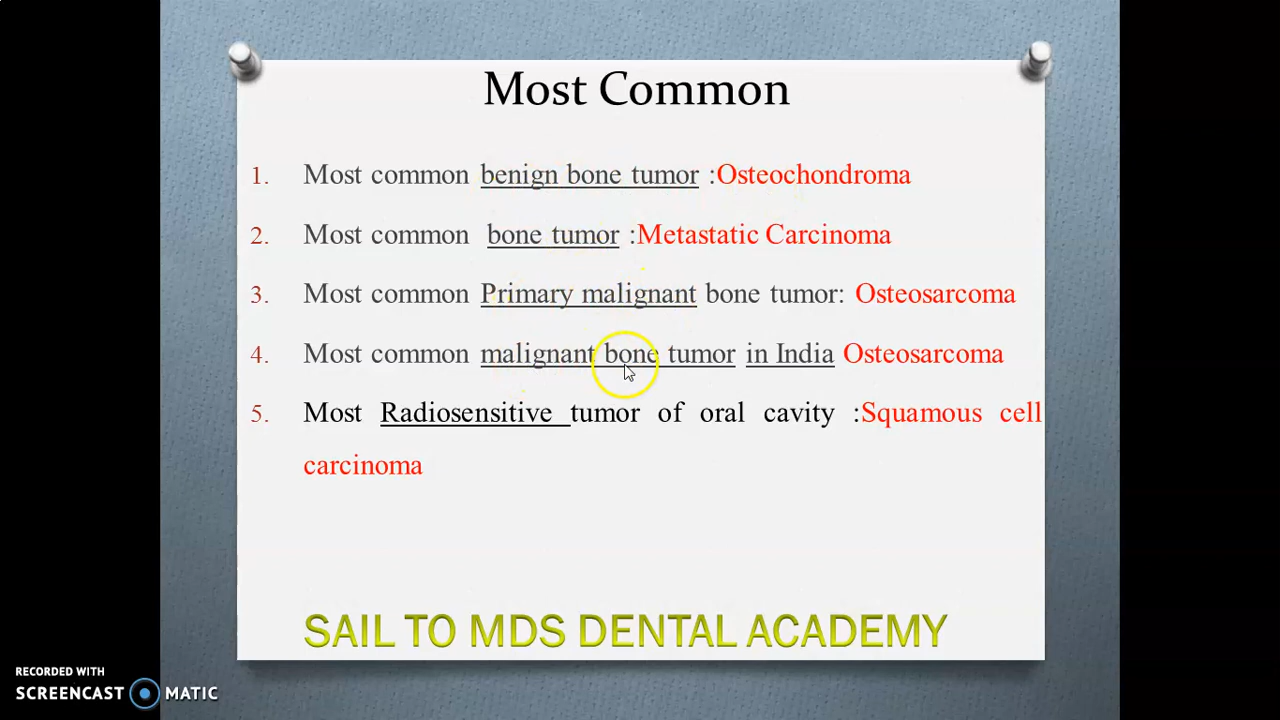 Most Common
1. Most common benign bone tumor :Osteochondroma
2. Most common bone tumor :Metastatic Carcinoma
3. Most common Primary malignant bone tumor: Osteosarcoma
4. Most common malignant bone tumor in India Osteosarcoma
5. Most Radiosensitive tumor of oral cavity :Squamous cell
carcinoma
SAIL TO MDS DENTAL ACADEMY
RECORDED WITH
SCREENCAST MATIC